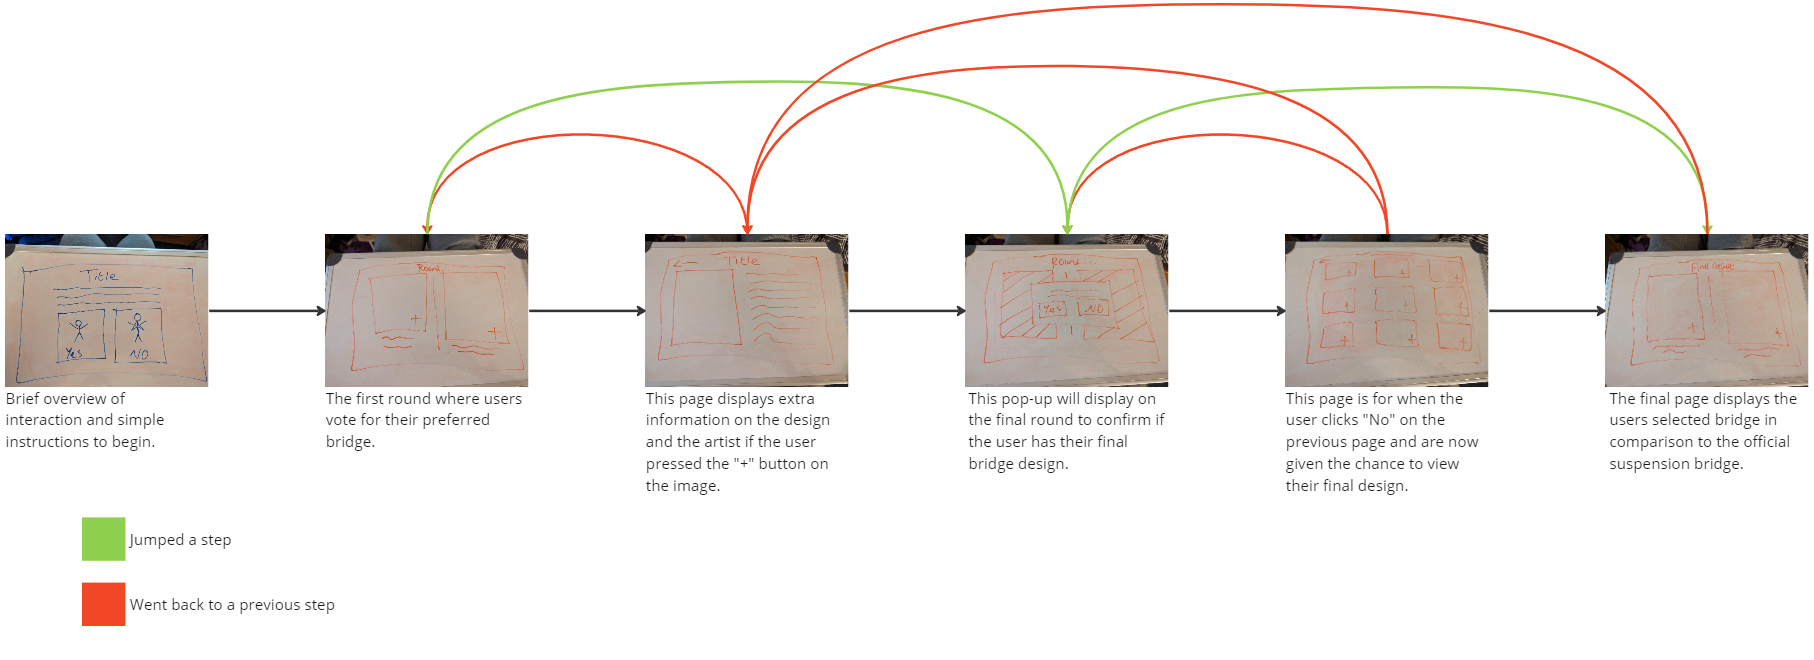 Title
Yes
NO
Round...
Title
Round...
Yes
NO
Final Result
Brief overview of
interaction and simple
instructions to begin.
The first round where users
vote for their preferred
bridge.
This page displays extra
information on the design
and the artist if the user
pressed the "+" button on
the image.
This pop-up will display on
the final round to confirm if
the user has their final
bridge design.
This page is for when the
user clicks "No" on the
previous page and are now
given the chance to view
their final design.
The final page displays the
users selected bridge in
comparison to the official
suspension bridge.
Jumped a step
Went back to a previous step